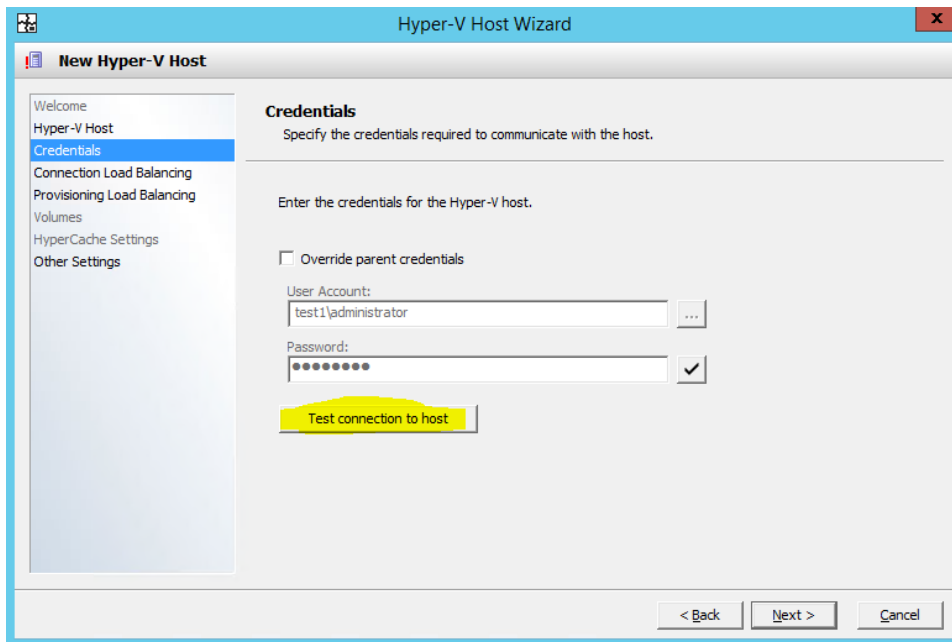 Hyper-V Host Wizard
x
New Hyper-V Host
Welcome
Hyper-V Host
Credentials
Connection Load Balancing
Provisioning Load Balancing
Volumes
HyperCache Settings
Other Settings
Credentials
Specify the credentials required to communicate with the host.
Enter the credentials for the Hyper-V host.
Override parent credentials
User Account:
test1\administrator
...
Password:
●●●●●●●●
Test connection to host
< Back
Next >
Cancel